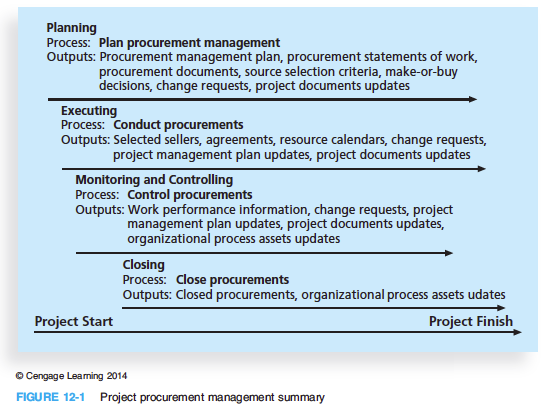 Planning
Process: Plan procurement management
Outputs: Procurement management plan, procurement statements of work,
procurement documents, source selection criteria, make-or-buy
decisions, change requests, project documents updates
Executing
Process: Conduct procurements
Outputs: Selected sellers, agreements, resource calendars, change requests,
project management plan updates, project documents updates
Monitoring and Controlling
Process: Control procurements
Outputs: Work performance information, change requests, project
management plan updates, project documents updates,
organizational process assets updates
Closing
Process: Close procurements
Outputs: Closed procurements, organizational process assets udates
Project Start Project Finish
© Cengage Learning 2014
FIGURE 12-1 Project procurement management summary